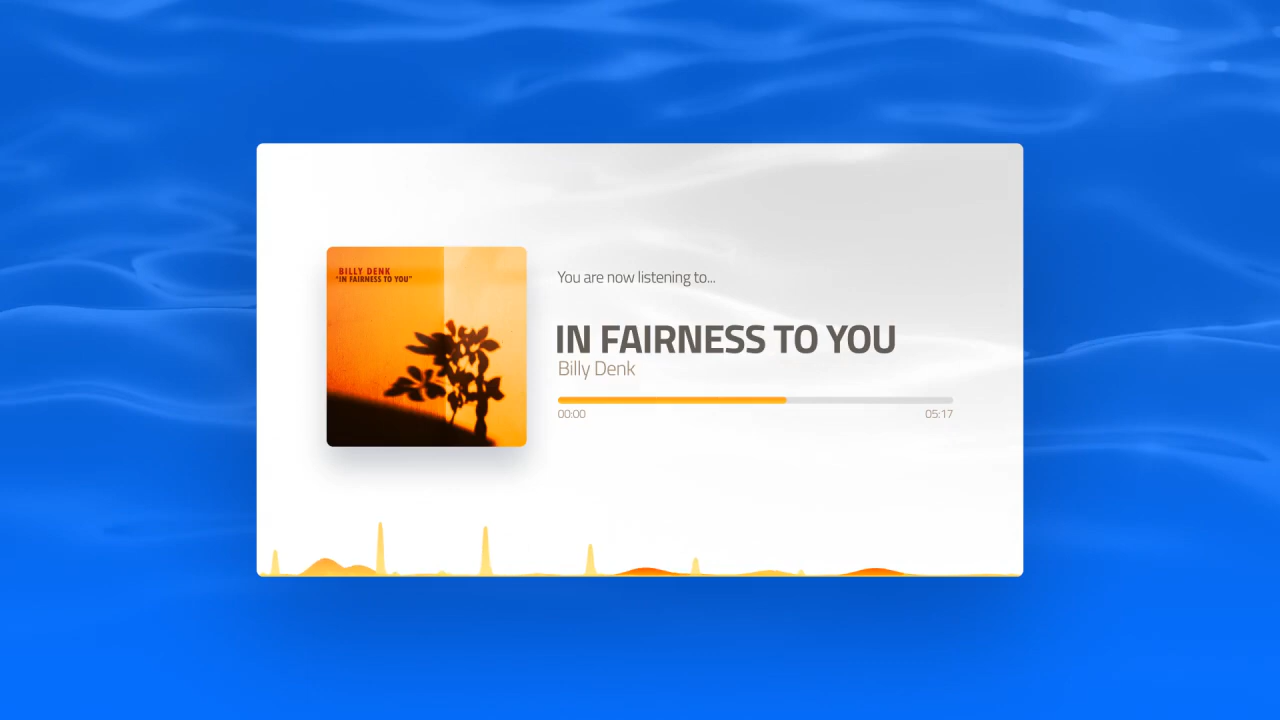 BILLY DENK
"IN FAIRNESS TO YOU"
You are now listening to...
IN FAIRNESS TO YOU
Billy Denk
00:00 05:17